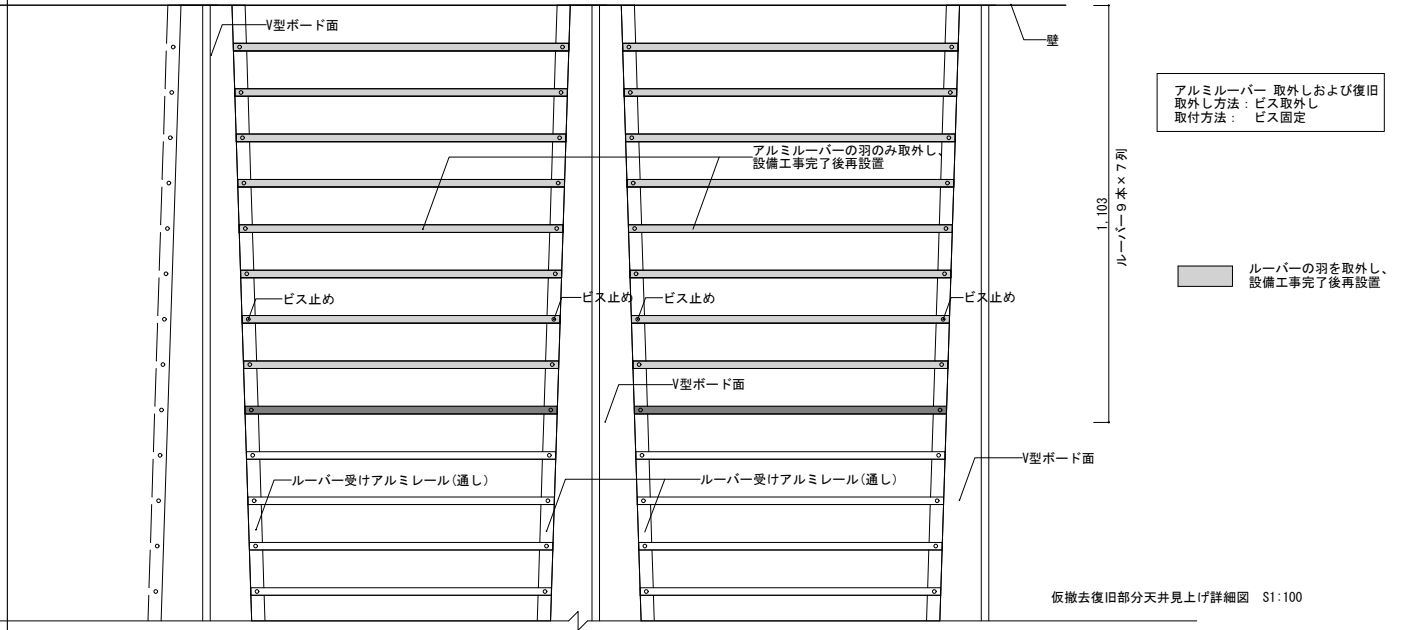 V型ボード面
壁
アルミルーバー 取外しおよび復旧
取外し方法：ビス取外し
取付方法：　ビス固定
アルミルーバーの羽のみ取外し、
設備工事完了後再設置
1,103
ルーバー９本×７列
ルーバーの羽を取外し、
設備工事完了後再設置
ビス止め
ビス止め
ビス止め
ビス止め
V型ボード面
V型ボード面
ルーバー受けアルミレール(通し)
ルーバー受けアルミレール(通し)
仮撤去復旧部分天井見上げ詳細図　S1:100